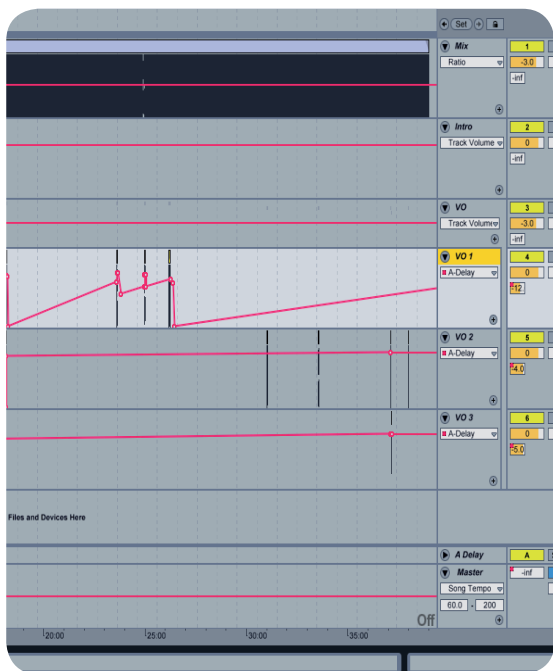 Set
Mix 1
Ratio -3.0
-inf
Intro 2
Track Volume 0
-inf
VO 3
Track Volume -3.0
-inf
VO 1 4
A-Delay 0
-12
VO 2 5
A-Delay 0
-4.0
VO 3 6
A-Delay 0
-5.0
Files and Devices Here
A Delay A
Master -inf
Song Tempo
60.0 - 200
Off
20:00 25:00 30:00 35:00